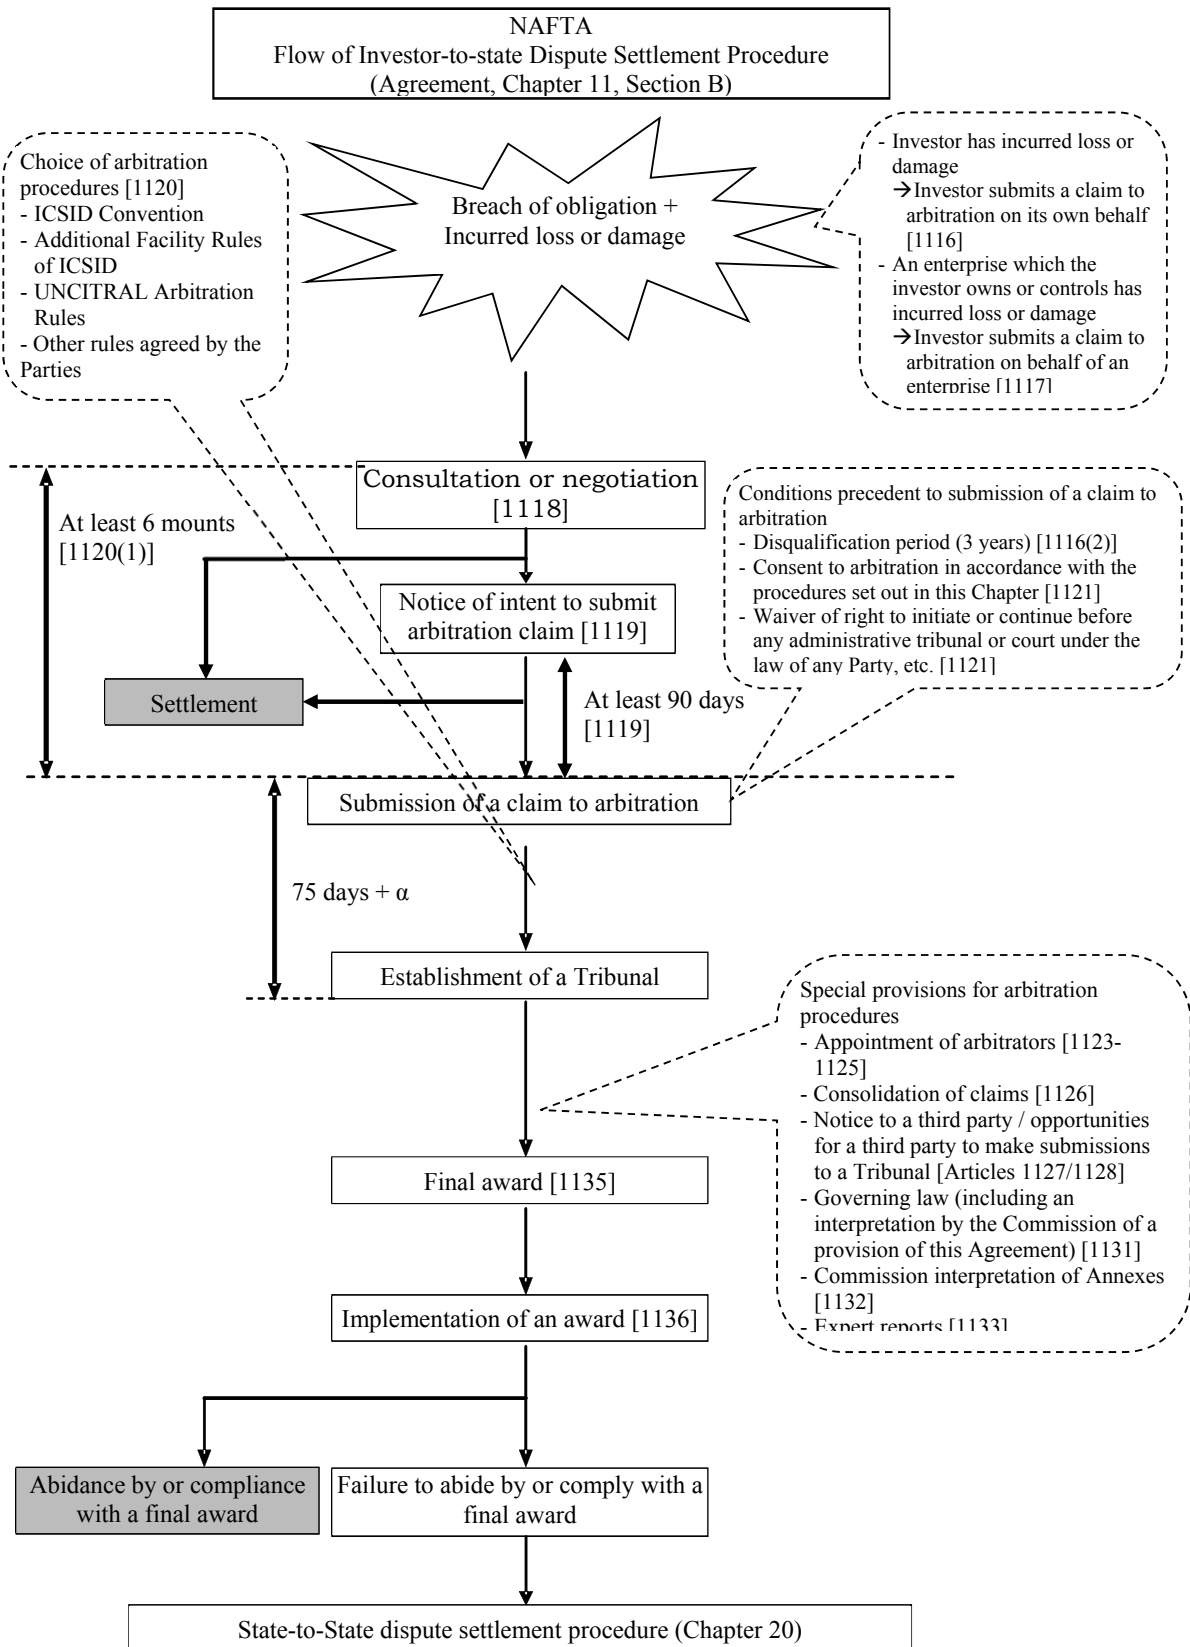 NAFTA
Flow of Investor-to-state Dispute Settlement Procedure
(Agreement, Chapter 11, Section B)
Choice of arbitration
procedures [1120]
- ICSID Convention
- Additional Facility Rules
of ICSID
- UNCITRAL Arbitration
Rules
- Other rules agreed by the
Parties
Breach of obligation +
Incurred loss or damage
- Investor has incurred loss or
damage
→Investor submits a claim to
arbitration on its own behalf
[1116]
- An enterprise which the
investor owns or controls has
incurred loss or damage
→Investor submits a claim to
arbitration on behalf of an
enterprise [1117]
Consultation or negotiation
[1118]
At least 6 mounts
[1120(1)]
Conditions precedent to submission of a claim to
arbitration
- Disqualification period (3 years) [1116(2)]
- Consent to arbitration in accordance with the
procedures set out in this Chapter [1121]
- Waiver of right to initiate or continue before
any administrative tribunal or court under the
law of any Party, etc. [1121]
Notice of intent to submit
arbitration claim [1119]
Settlement
At least 90 days
[1119]
Submission of a claim to arbitration
75 days + α
Establishment of a Tribunal
Special provisions for arbitration
procedures
- Appointment of arbitrators [1123-
1125]
- Consolidation of claims [1126]
- Notice to a third party / opportunities
for a third party to make submissions
to a Tribunal [Articles 1127/1128]
- Governing law (including an
interpretation by the Commission of a
provision of this Agreement) [1131]
- Commission interpretation of Annexes
[1132]
- Expert reports [1133]
Final award [1135]
Implementation of an award [1136]
Abidance by or compliance
with a final award
Failure to abide by or comply with a
final award
State-to-State dispute settlement procedure (Chapter 20)